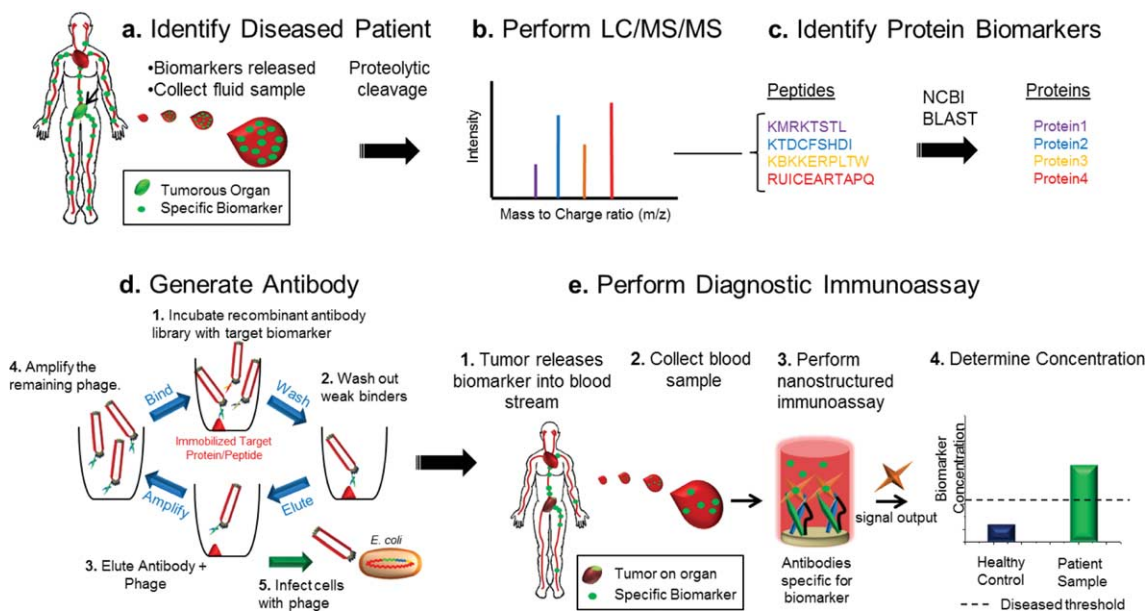 a. Identify Diseased Patient
•Biomarkers released
•Collect fluid sample
Proteolytic
cleavage
Tumorous Organ
Specific Biomarker
b. Perform LC/MS/MS
Intensity
Mass to Charge ratio (m/z)
c. Identify Protein Biomarkers
Peptides
KMRKTSTL
KTDCFSHDI
KBKKERPLTW
RUICEARTAPQ
NCBI
BLAST
Proteins
Protein1
Protein2
Protein3
Protein4
d. Generate Antibody
1. Incubate recombinant antibody
library with target biomarker
4. Amplify the
remaining phage.
Bind
Wash
2. Wash out
weak binders
Immobilized Target
Protein/Peptide
Amplify
Elute
3. Elute Antibody +
Phage
E. coli
5. Infect cells
with phage
e. Perform Diagnostic Immunoassay
1. Tumor releases
biomarker into blood
stream
2. Collect blood
sample
3. Perform
nanostructured
immunoassay
4. Determine Concentration
Tumor on organ
Specific Biomarker
signal output
Antibodies
specific for
biomarker
Biomarker
Concentration
Healthy
Control
Patient
Sample
Diseased threshold